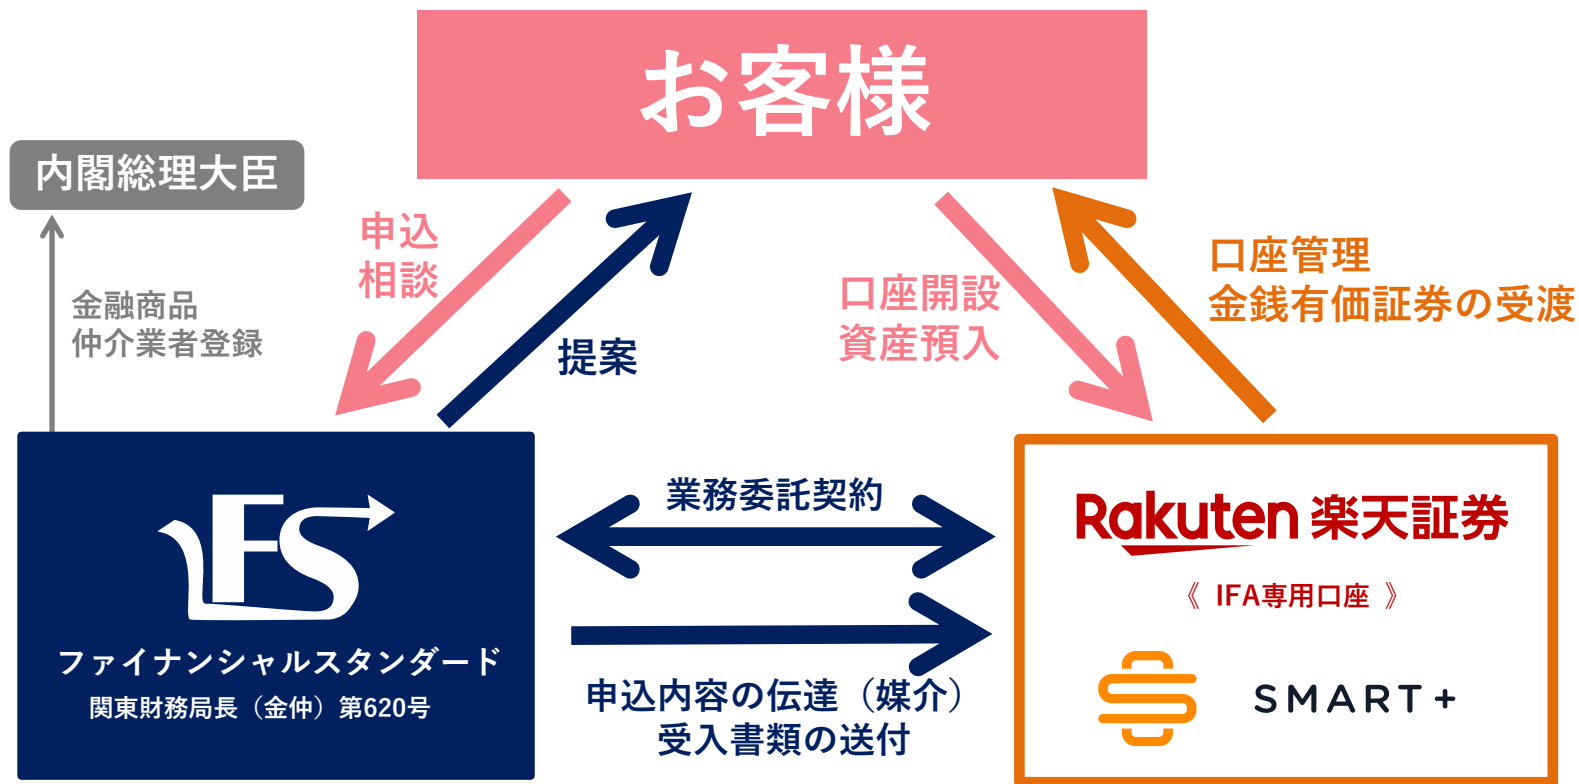 お客様
内閣総理大臣
申込
相談
口座開設
資産預入
口座管理
金銭有価証券の受渡
金融商品
仲介業者登録
提案
業務委託契約
FS
ファイナンシャルスタンダード
関東財務局長（金仲）第620号
Rakuten 楽天証券
《 IFA専用口座 》
SMART+
申込内容の伝達（媒介）
受入書類の送付